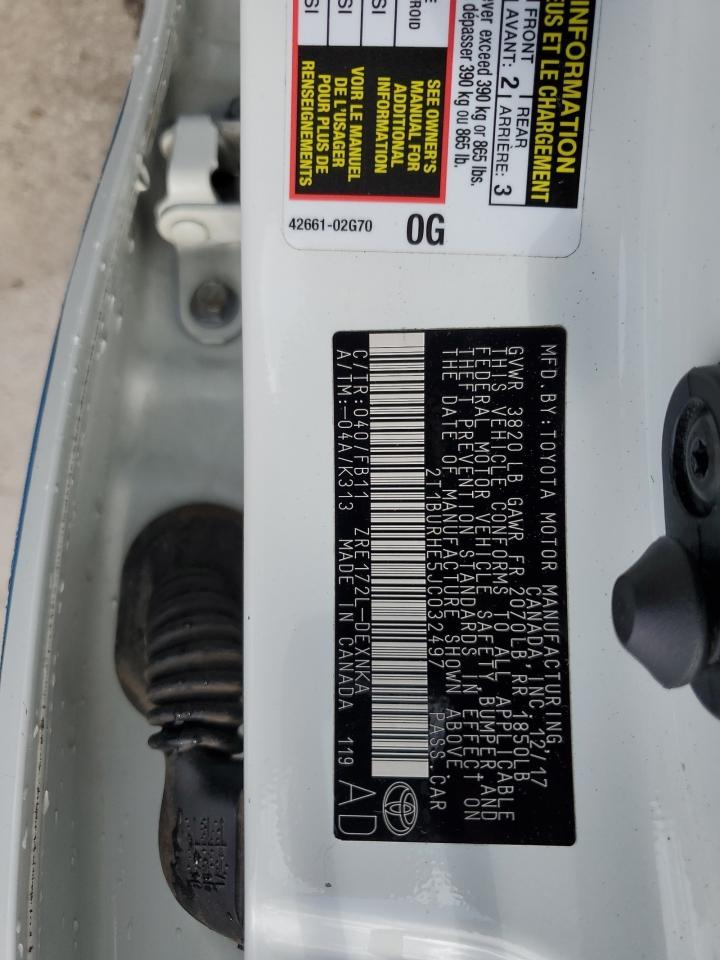 INFORMATION
EUS ET LE CHARGEMENT
FRONT | REAR
AVANT: 2 | ARRIÈRE: 3
ever exceed 390 kg or 865 lbs.
dépasser 390 kg ou 865 lb.
SEE OWNER'S
MANUAL FOR
ADDITIONAL
INFORMATION
VOIR LE MANUEL
DE L'USAGER
POUR PLUS DE
RENSEIGNEMENTS
42661-02G70
0G
MFD. BY: TOYOTA MOTOR MANUFACTURING
CANADA, INC. 12/17
GVWR 3820 LB GAWR FR 2070 LB, RR 1850LB
THIS VEHICLE CONFORMS TO ALL APPLICABLE
FEDERAL MOTOR VEHICLE SAFETY, BUMPER, AND
THEFT PREVENTION STANDARDS IN EFFECT ON
THE DATE OF MANUFACTURE SHOWN ABOVE.
2T1BURHE5JC032497 PASS.CAR
C/TR:040/FB11 ZRE172L-DEXNKA
A/TM:-04A/K313 MADE IN CANADA 119
AD